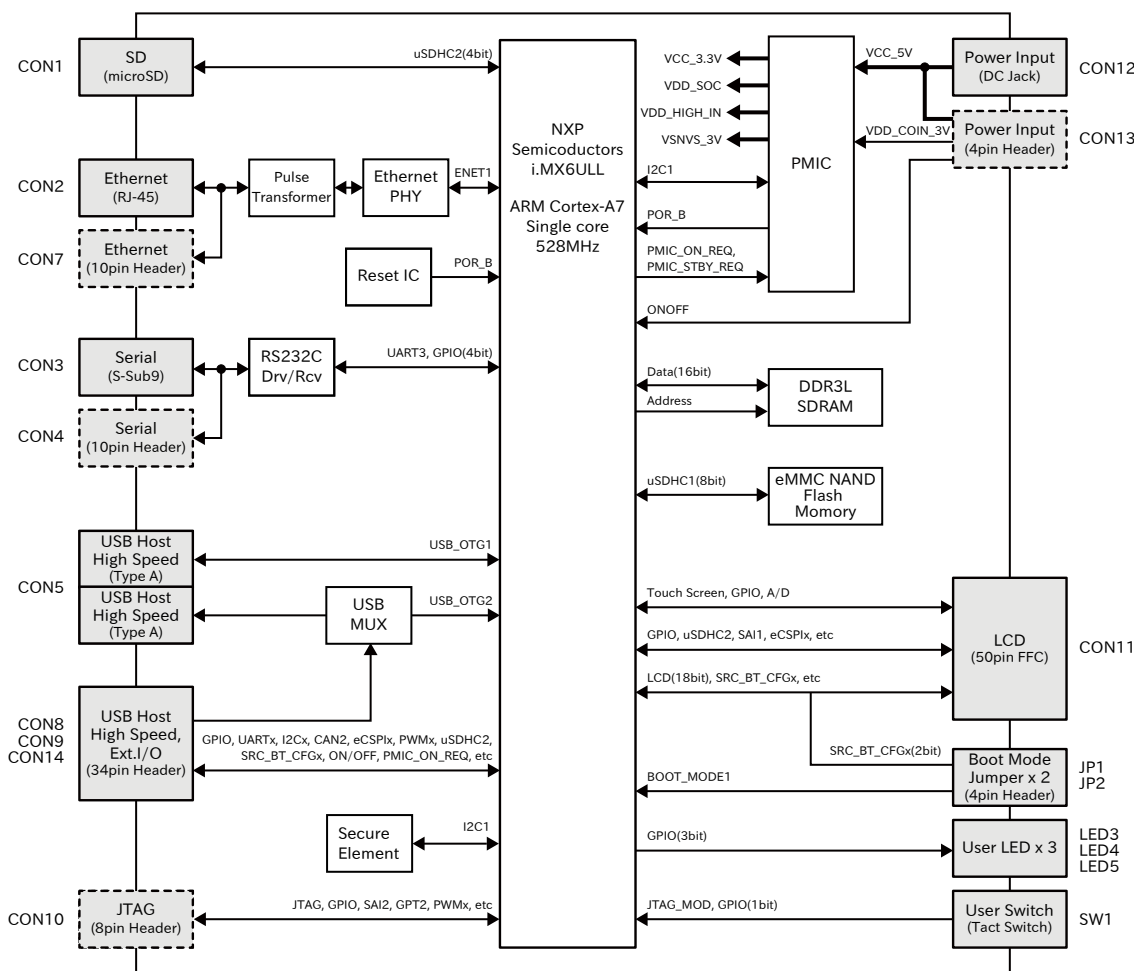 CON1
SD
(microSD)
uSDHC2(4bit)
CON2
Ethernet
(RJ-45)
Pulse
Transformer
Ethernet
PHY
ENET1
CON7
Ethernet
(10pin Header)
Reset IC
POR_B
CON3
Serial
(S-Sub9)
RS232C
Drv/Rcv
UART3, GPIO(4bit)
CON4
Serial
(10pin Header)
CON5
USB Host
High Speed
(Type A)
USB_OTG1
USB Host
High Speed
(Type A)
USB
MUX
USB_OTG2
CON8
CON9
CON14
USB Host
High Speed,
Ext.I/O
(34pin Header)
GPIO, UARTx, I2Cx, CAN2, eCSPIx, PWMx, uSDHC2,
SRC_BT_CFGx, ON/OFF, PMIC_ON_REQ, etc
Secure
Element
I2C1
CON10
JTAG
(8pin Header)
JTAG, GPIO, SAI2, GPT2, PWMx, etc
NXP
Semicoductors
i.MX6ULL
ARM Cortex-A7
Single core
528MHz
VCC_3.3V
VDD_SOC
VDD_HIGH_IN
VSNVS_3V
I2C1
POR_B
PMIC_ON_REQ,
PMIC_STBY_REQ
PMIC
VCC_5V
Power Input
(DC Jack)
CON12
VDD_COIN_3V
Power Input
(4pin Header)
CON13
ONOFF
Data(16bit)
Address
DDR3L
SDRAM
uSDHC1(8bit)
eMMC NAND
Flash
Momory
Touch Screen, GPIO, A/D
GPIO, uSDHC2, SAI1, eCSPIx, etc
LCD(18bit), SRC_BT_CFGx, etc
LCD
(50pin FFC)
CON11
SRC_BT_CFGx(2bit)
BOOT_MODE1
Boot Mode
Jumper x 2
(4pin Header)
JP1
JP2
GPIO(3bit)
User LED x 3
LED3
LED4
LED5
JTAG_MOD, GPIO(1bit)
User Switch
(Tact Switch)
SW1